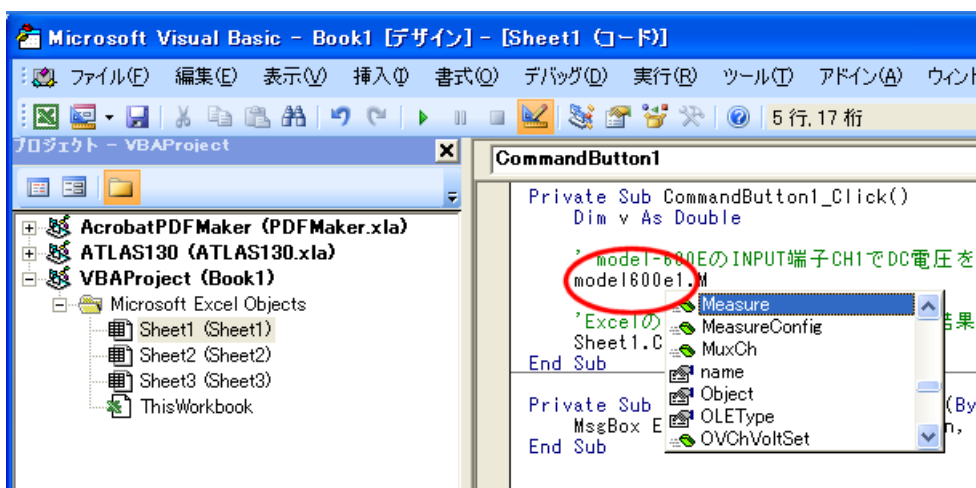 Microsoft Visual Basic - Book1 [デザイン] - [Sheet1 (コード)]
ファイル(F) 編集(E) 表示(V) 挿入(I) 書式(O) デバッグ(D) 実行(R) ツール(T) アドイン(A) ウィンド
5 行, 17 桁
プロジェクト - VBAProject
AcrobatPDFMaker (PDFMaker.xla)
ATLAS130 (ATLAS130.xla)
VBAProject (Book1)
Microsoft Excel Objects
Sheet1 (Sheet1)
Sheet2 (Sheet2)
Sheet3 (Sheet3)
ThisWorkbook
CommandButton1
Private Sub CommandButton1_Click()
Dim v As Double
' model-600EのINPUT端子CH1でDC電圧を
model600e1.M
'Excelの 結果
Sheet1.C
End Sub
Private Sub (By
MsgBox E n,
End Sub
Measure
MeasureConfig
MuxCh
name
Object
OLEType
OVChVoltSet